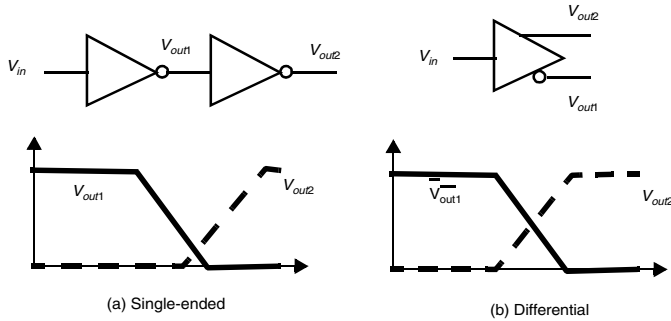 V_out1
V_out2
V_in
V_out2
V_in
V_out1
V_out1
V_out2
V_out1
V_out2
(a) Single-ended
(b) Differential